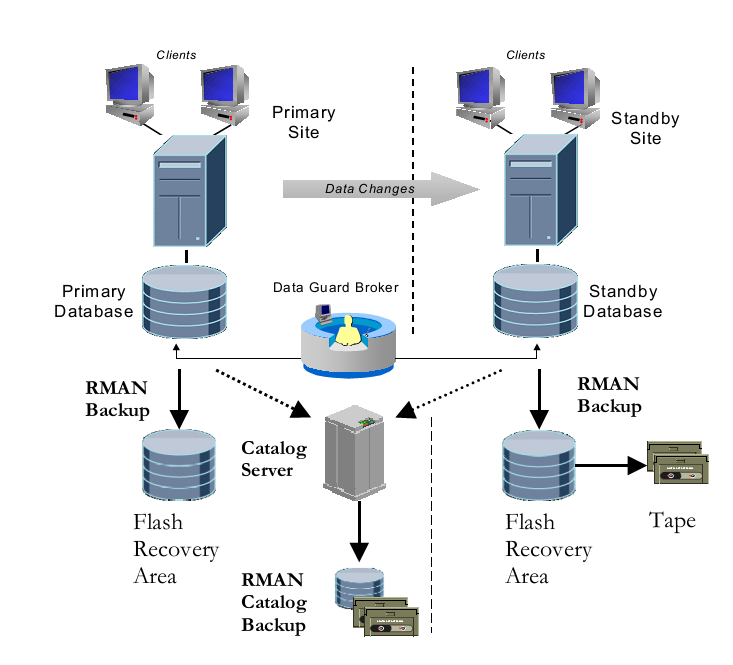 Clients
Clients
Primary
Site
Standby
Site
Data Changes
Primary
Database
Data Guard Broker
Standby
Database
RMAN
Backup
RMAN
Backup
Catalog
Server
Flash
Recovery
Area
Flash
Recovery
Area
Tape
RMAN
Catalog
Backup